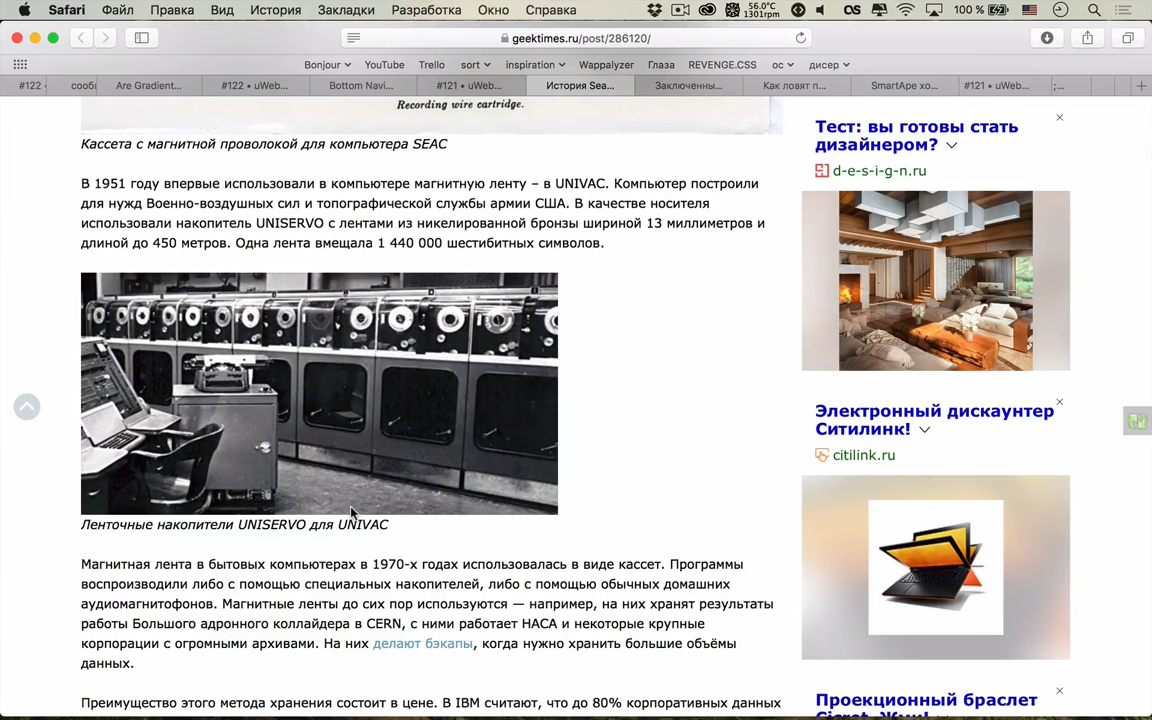 Safari Файл Правка Вид История Закладки Разработка Окно Справка 56.0°C 1301rpm 100 %
geektimes.ru/post/286120/
Bonjour YouTube Trello sort inspiration Wappalyzer Глаза REVENGE.CSS ос дисер
#122 сооб Are Gradient... #122 • uWeb... Bottom Navi... #121 • uWeb... История Sea... Заключенны... Как ловят п... SmartApe хо... #121 • uWeb... ;...
Recording wire cartridge.
Кассета с магнитной проволокой для компьютера SEAC
В 1951 году впервые использовали в компьютере магнитную ленту – в UNIVAC. Компьютер построили
для нужд Военно-воздушных сил и топографической службы армии США. В качестве носителя
использовали накопитель UNISERVO с лентами из никелированной бронзы шириной 13 миллиметров и
длиной до 450 метров. Одна лента вмещала 1 440 000 шестибитных символов.
Ленточные накопители UNISERVO для UNIVAC
Магнитная лента в бытовых компьютерах в 1970-х годах использовалась в виде кассет. Программы
воспроизводили либо с помощью специальных накопителей, либо с помощью обычных домашних
аудиомагнитофонов. Магнитные ленты до сих пор используются — например, на них хранят результаты
работы Большого адронного коллайдера в CERN, с ними работает НАСА и некоторые крупные
корпорации с огромными архивами. На них делают бэкапы, когда нужно хранить большие объёмы
данных.
Преимущество этого метода хранения состоит в цене. В IBM считают, что до 80% корпоративных данных
Тест: вы готовы стать
дизайнером?
d-e-s-i-g-n.ru
Электронный дискаунтер
Ситилинк!
citilink.ru
Проекционный браслет